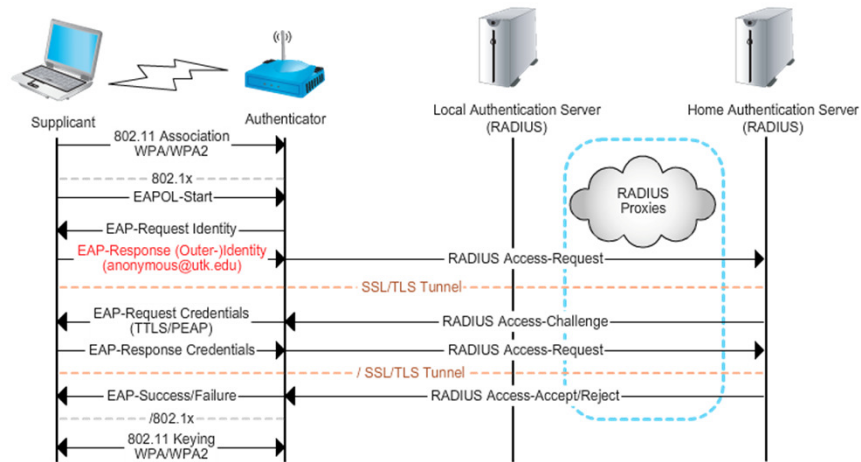 Supplicant
Authenticator
Local Authentication Server
(RADIUS)
Home Authentication Server
(RADIUS)
802.11 Association
WPA/WPA2
802.1x
EAPOL-Start
RADIUS
Proxies
EAP-Request Identity
EAP-Response (Outer-)Identity
(anonymous@utk.edu)
RADIUS Access-Request
SSL/TLS Tunnel
EAP-Request Credentials
(TTLS/PEAP)
RADIUS Access-Challenge
EAP-Response Credentials
RADIUS Access-Request
/ SSL/TLS Tunnel
EAP-Success/Failure
RADIUS Access-Accept/Reject
/802.1x
802.11 Keying
WPA/WPA2